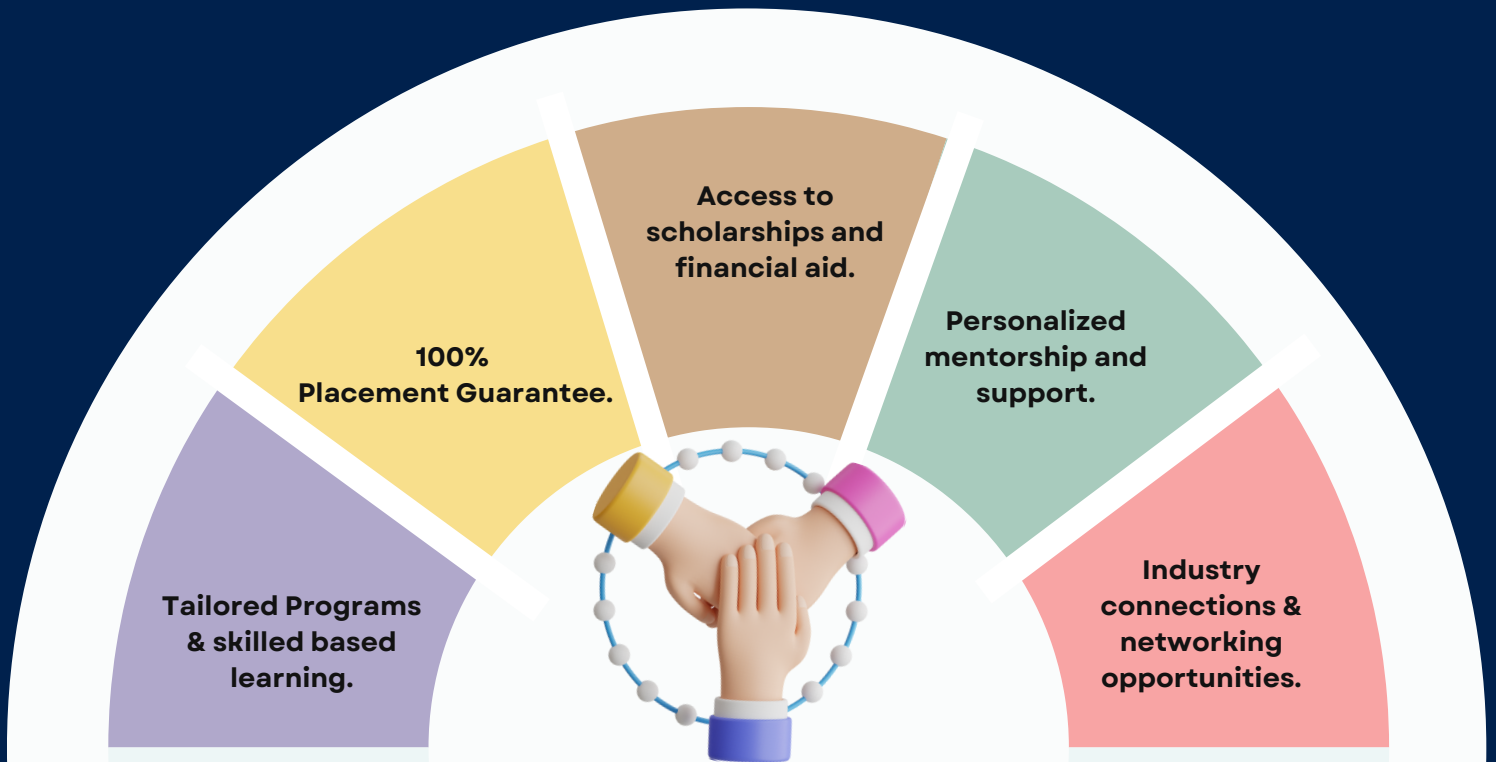 Tailored Programs
& skilled based
learning.
100%
Placement Guarantee.
Access to
scholarships and
financial aid.
Personalized
mentorship and
support.
Industry
connections &
networking
opportunities.